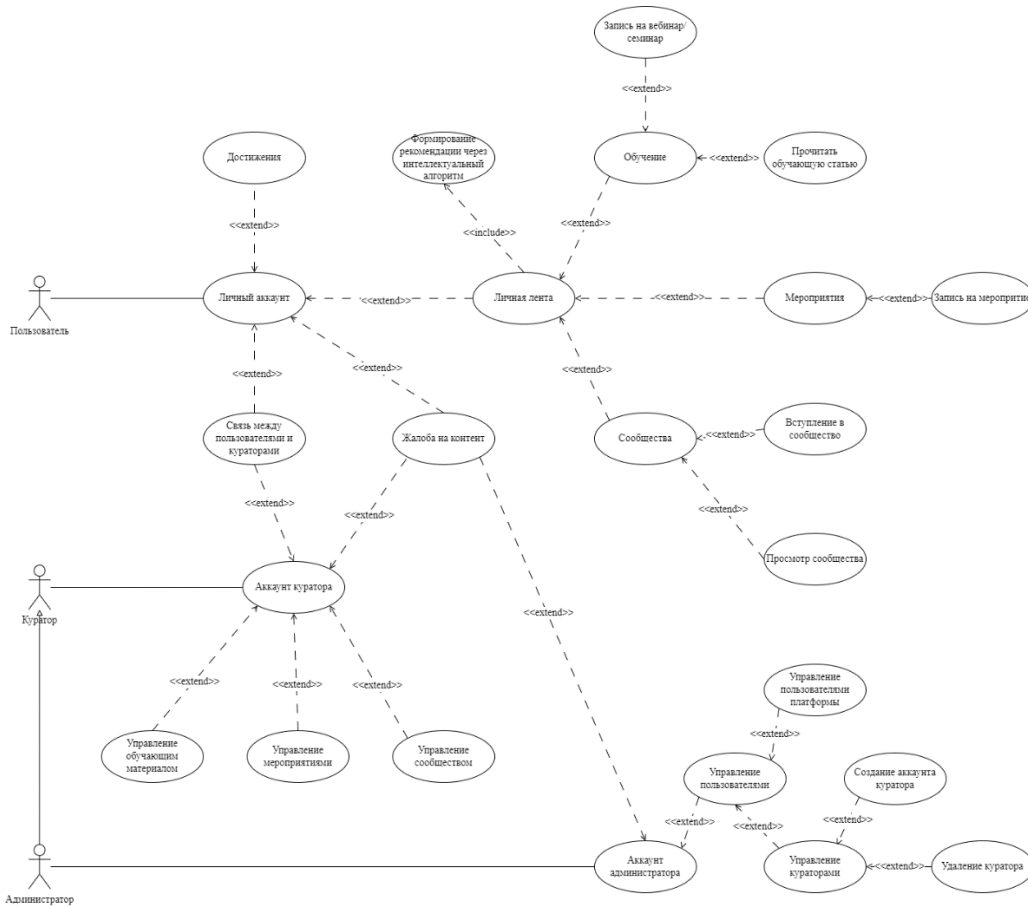 Запись на вебинар/
семинар
<<extend>>
Формирование
рекомендации через
интеллектуальный
алгоритм
Достижения
Обучение
<<extend>>
Прочитать
обучающую статью
<<extend>>
<<include>>
<<extend>>
Пользователь
Личный аккаунт
<<extend>>
Личная лента
<<extend>>
Мероприятия
<<extend>>
Запись на меропритие
<<extend>>
<<extend>>
<<extend>>
Связь между
пользователями и
кураторами
Жалоба на контент
Сообщества
<<extend>>
Вступление в
сообщество
<<extend>>
<<extend>>
<<extend>>
Просмотр сообщества
Куратор
Аккаунт куратора
<<extend>>
<<extend>>
<<extend>>
<<extend>>
Управление
обучающим
материалом
Управление
мероприятиями
Управление
сообществом
Управление
пользователями
платформы
<<extend>>
Управление
пользователями
Создание аккаунта
куратора
<<extend>>
<<extend>>
<<extend>>
Администратор
Аккаунт
администратора
Управление
кураторами
<<extend>>
Удаление куратора